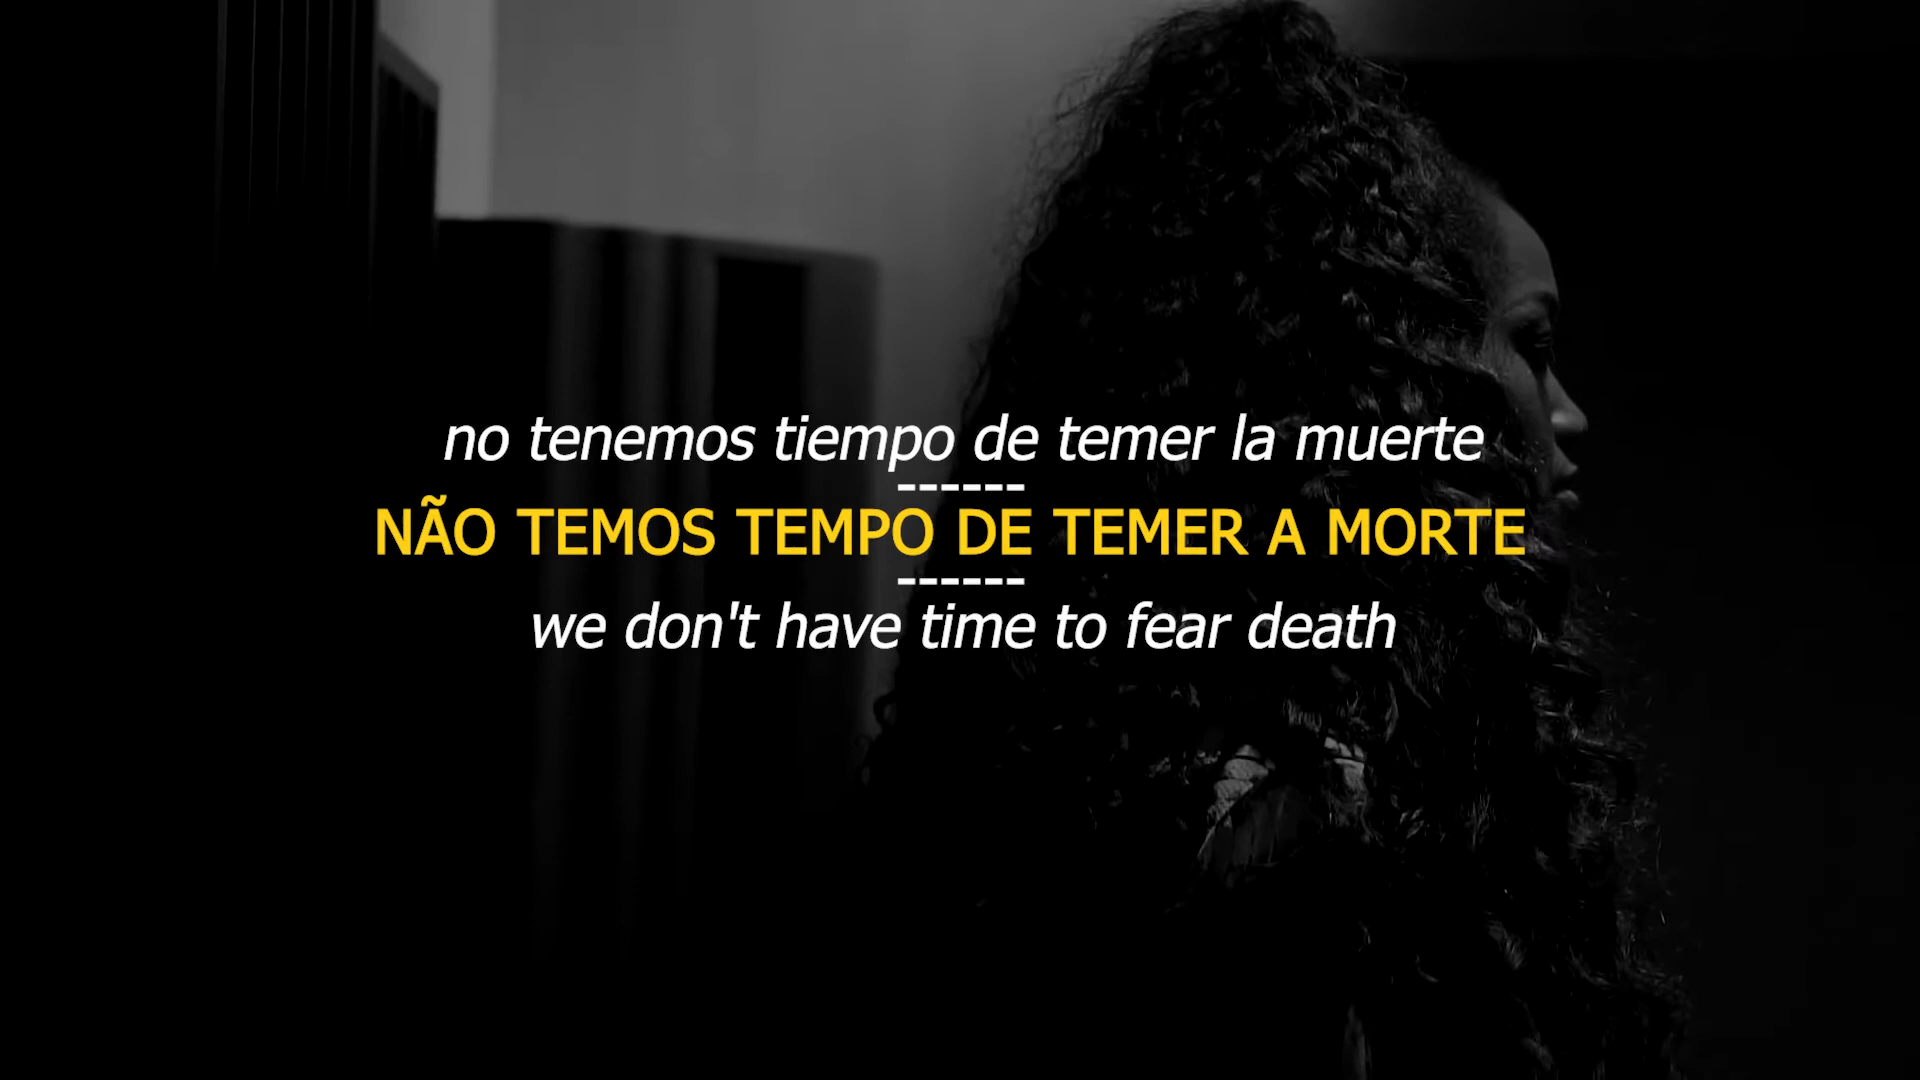 no tenemos tiempo de temer la muerte
------
NÃO TEMOS TEMPO DE TEMER A MORTE
------
we don't have time to fear death